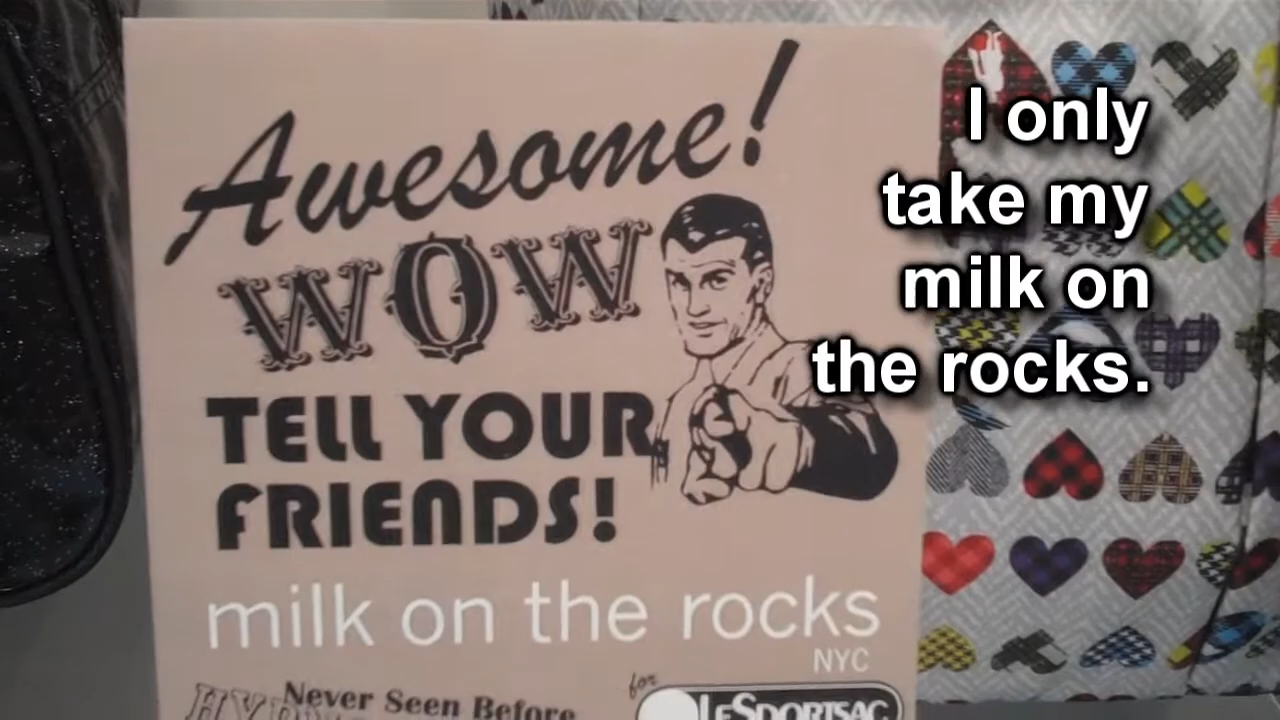 Awesome!
WOW
TELL YOUR
FRIENDS!
milk on the rocks
NYC
Never Seen Before
for
LESPORTSAC
I only
take my
milk on
the rocks.